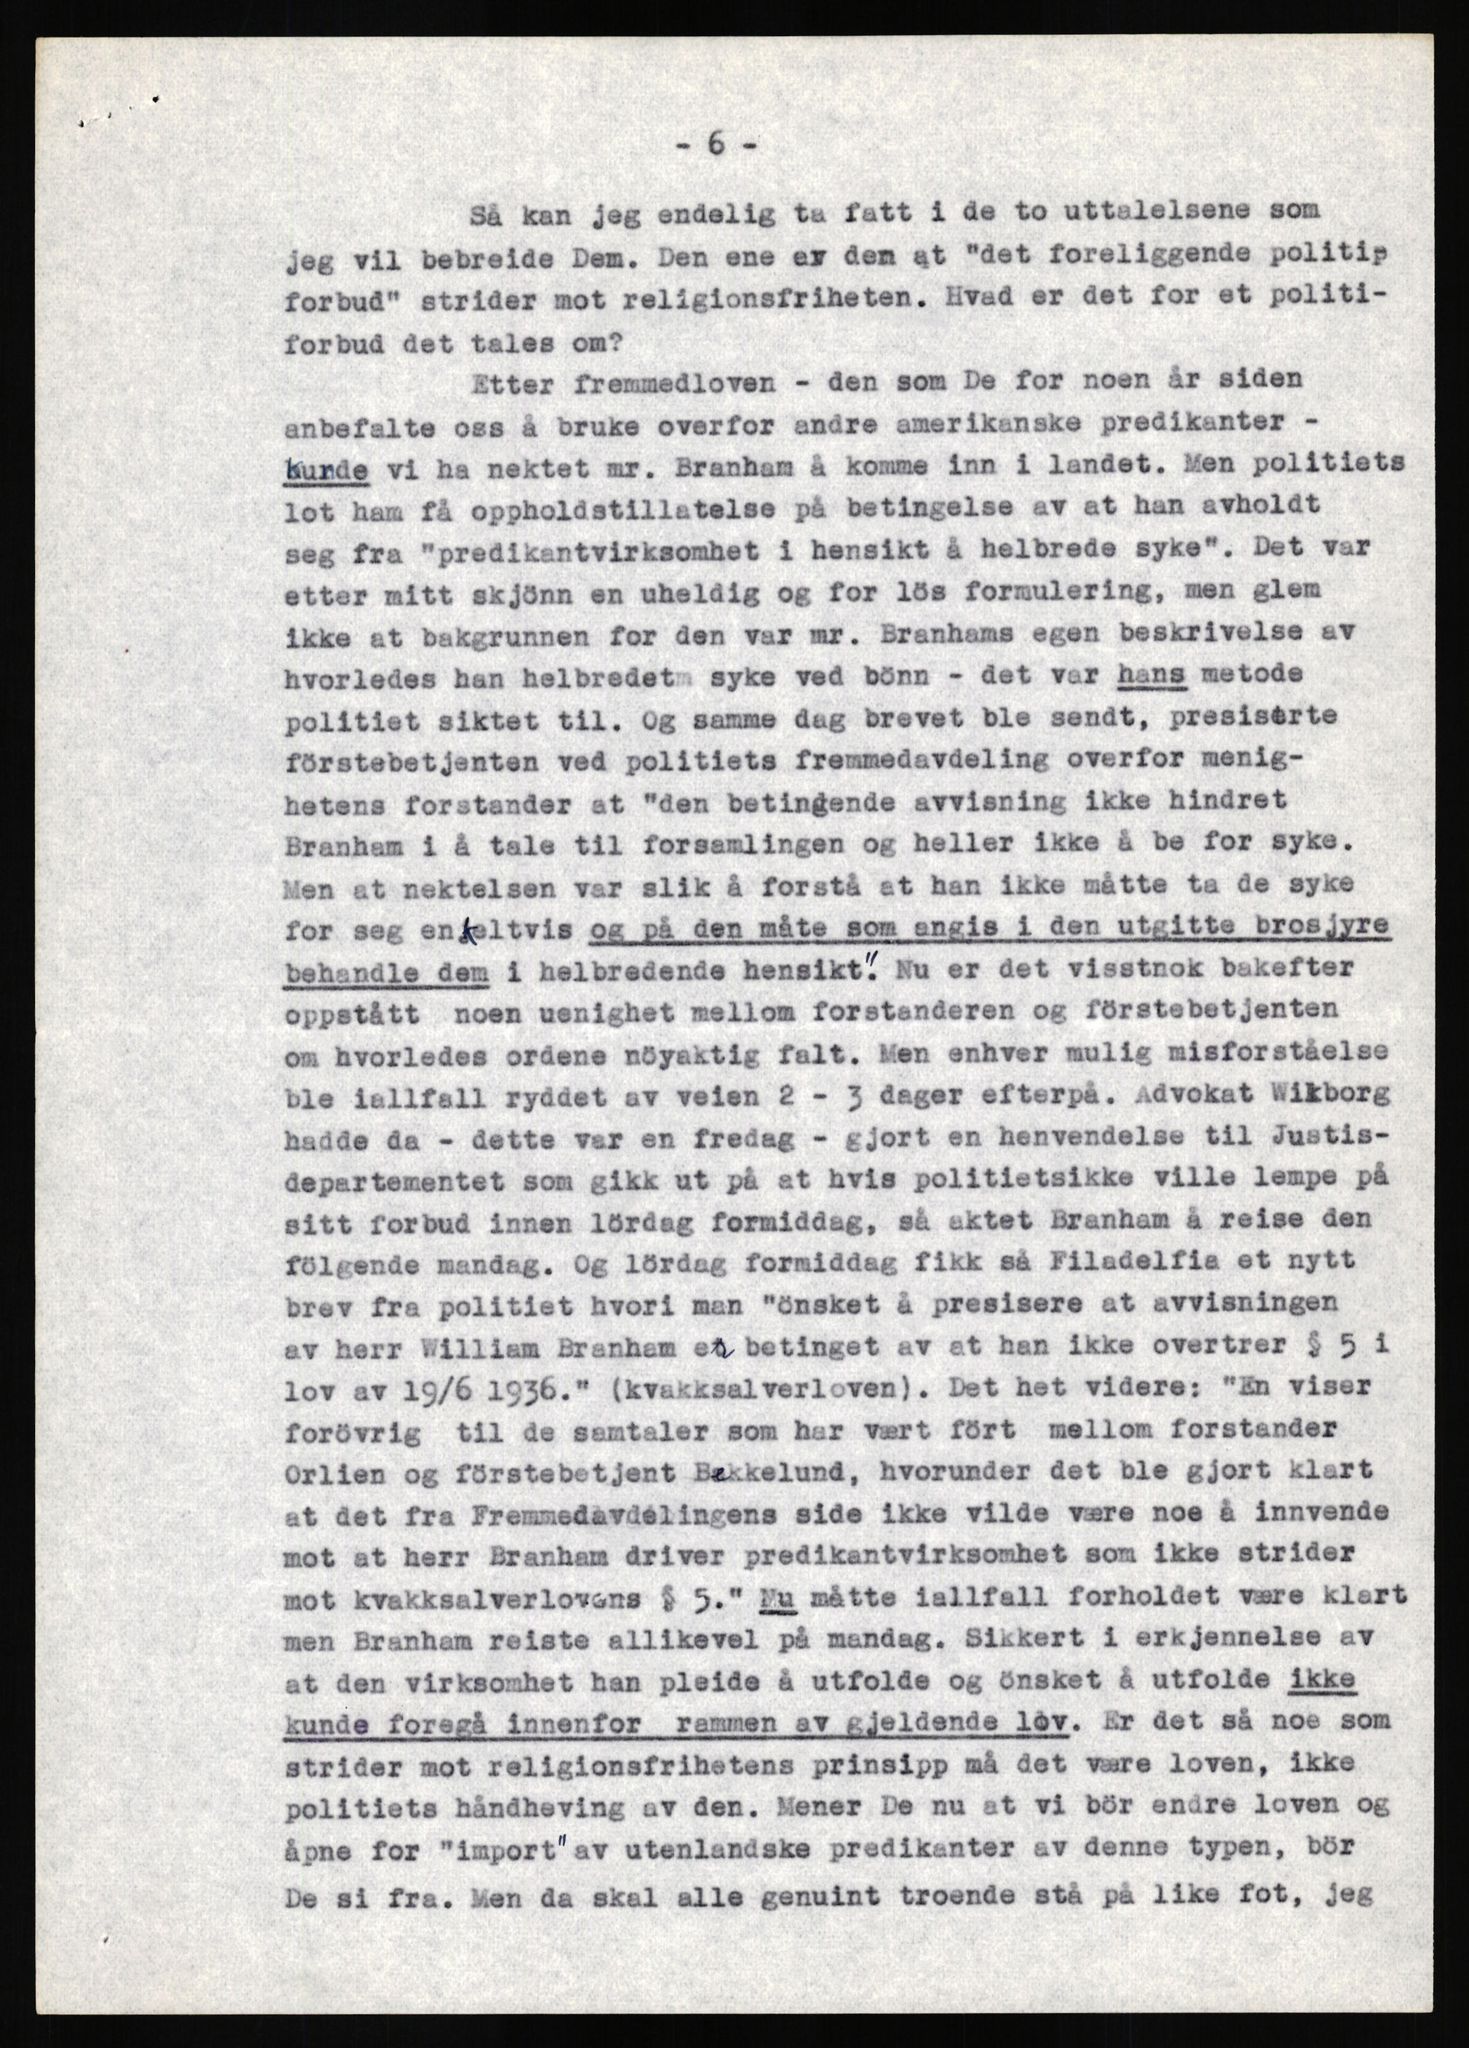 - 6 -
Så kan jeg endelig ta fatt i de to uttalelsene som
jeg vil bebreide Dem. Den ene er den at "det foreliggende politi-
forbud" strider mot religionsfriheten. Hvad er det for et politi-
forbud det tales om?
Etter fremmedloven - den som De for noen år siden
anbefalte oss å bruke overfor andre amerikanske predikanter -
kunde vi ha nektet mr. Branham å komme inn i landet. Men politiets
lot ham få oppholdstillatelse på betingelse av at han avholdt
seg fra "predikantvirksomhet i hensikt å helbrede syke". Det var
etter mitt skjönn en uheldig og for lös formulering, men glem
ikke at bakgrunnen for den var mr. Branhams egen beskrivelse av
hvorledes han helbredet syke ved bönn - det var hans metode
politiet siktet til. Og samme dag brevet ble sendt, presiserte
förstebetjenten ved politiets fremmedavdeling overfor menig-
hetens forstander at "den betingende avvisning ikke hindret
Branham i å tale til forsamlingen og heller ikke å be for syke.
Men at nektelsen var slik å forstå at han ikke måtte ta de syke
for seg enkeltvis og på den måte som angis i den utgitte brosjyre
behandle dem i helbredende hensikt". Nu er det visstnok bakefter
oppstått noen uenighet mellom forstanderen og förstebetjenten
om hvorledes ordene nöyaktig falt. Men enhver mulig misforståelse
ble iallfall ryddet av veien 2 - 3 dager efterpå. Advokat Wikborg
hadde da - dette var en fredag - gjort en henvendelse til Justis-
departementet som gikk ut på at hvis politietsikke ville lempe på
sitt forbud innen lördag formiddag, så aktet Branham å reise den
fölgende mandag. Og lördag formiddag fikk så Filadelfia et nytt
brev fra politiet hvori man "önsket å presisere at avvisningen
av herr William Branham er betinget av at han ikke overtrer § 5 i
lov av 19/6 1936." (kvakksalverloven). Det het videre: "En viser
forövrig til de samtaler som har vært fört mellom forstander
Orlien og förstebetjent Bakkelund, hvorunder det ble gjort klart
at det fra Fremmedavdelingens side ikke vilde være noe å innvende
mot at herr Branham driver predikantvirksomhet som ikke strider
mot kvakksalverlovens § 5." Nu måtte iallfall forholdet være klart
men Branham reiste allikevel på mandag. Sikkert i erkjennelse av
at den virksomhet han pleide å utfolde og önsket å utfolde ikke
kunde foregå innenfor rammen av gjeldende lov. Er det så noe som
strider mot religionsfrihetens prinsipp må det være loven, ikke
politiets håndheving av den. Mener De nu at vi bör endre loven og
åpne for "import" av utenlandske predikanter av denne typen, bör
De si fra. Men da skal alle genuint troende stå på like fot, jeg